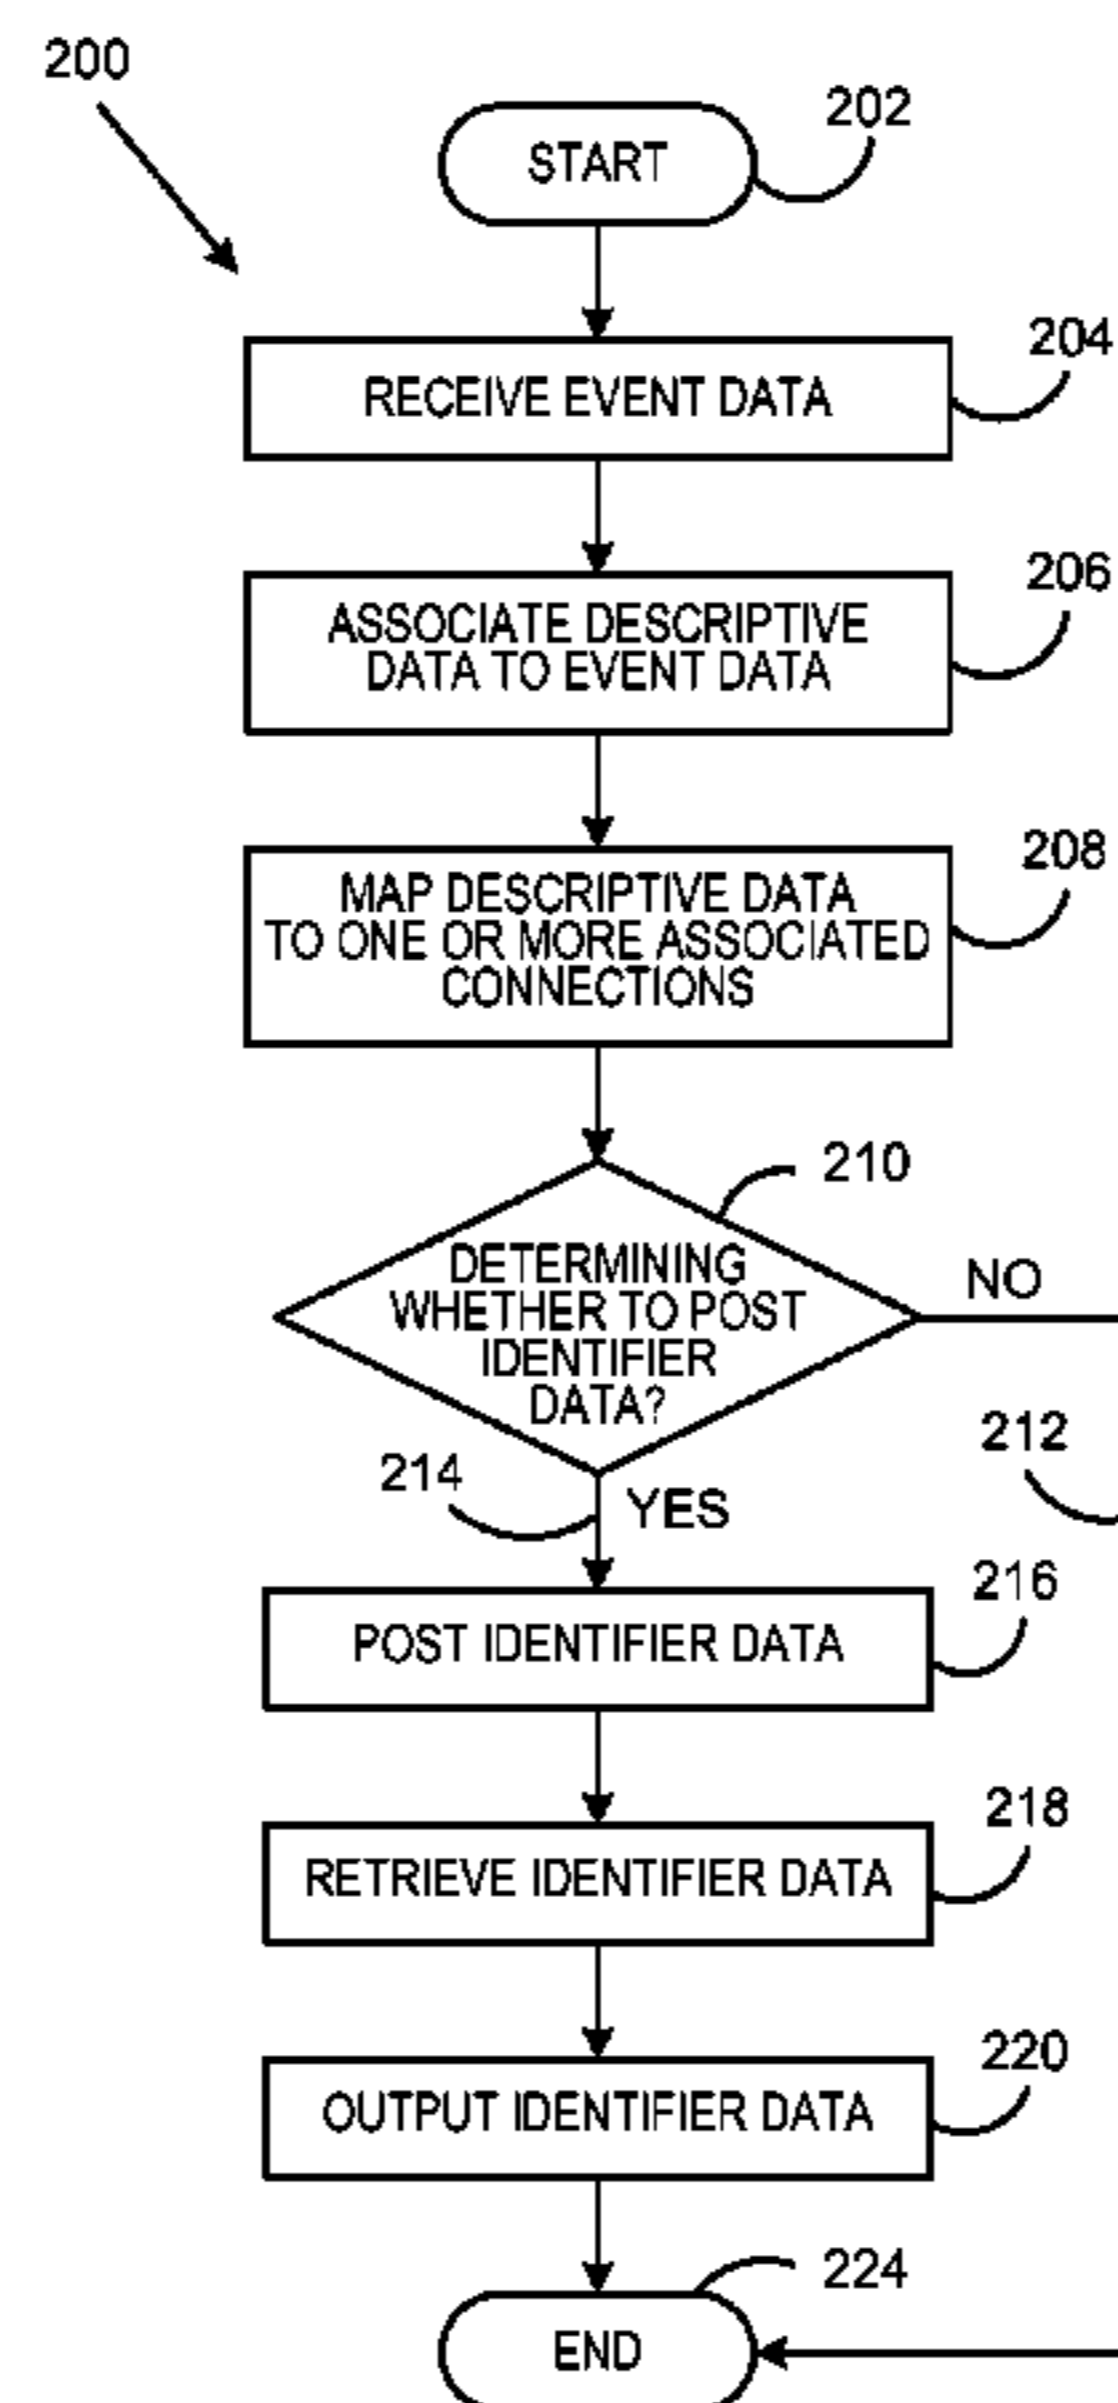 200
202
START
204
RECEIVE EVENT DATA
206
ASSOCIATE DESCRIPTIVE
DATA TO EVENT DATA
208
MAP DESCRIPTIVE DATA
TO ONE OR MORE ASSOCIATED
CONNECTIONS
210
DETERMINING
WHETHER TO POST
IDENTIFIER
DATA?
NO
212
214
YES
216
POST IDENTIFIER DATA
218
RETRIEVE IDENTIFIER DATA
220
OUTPUT IDENTIFIER DATA
224
END